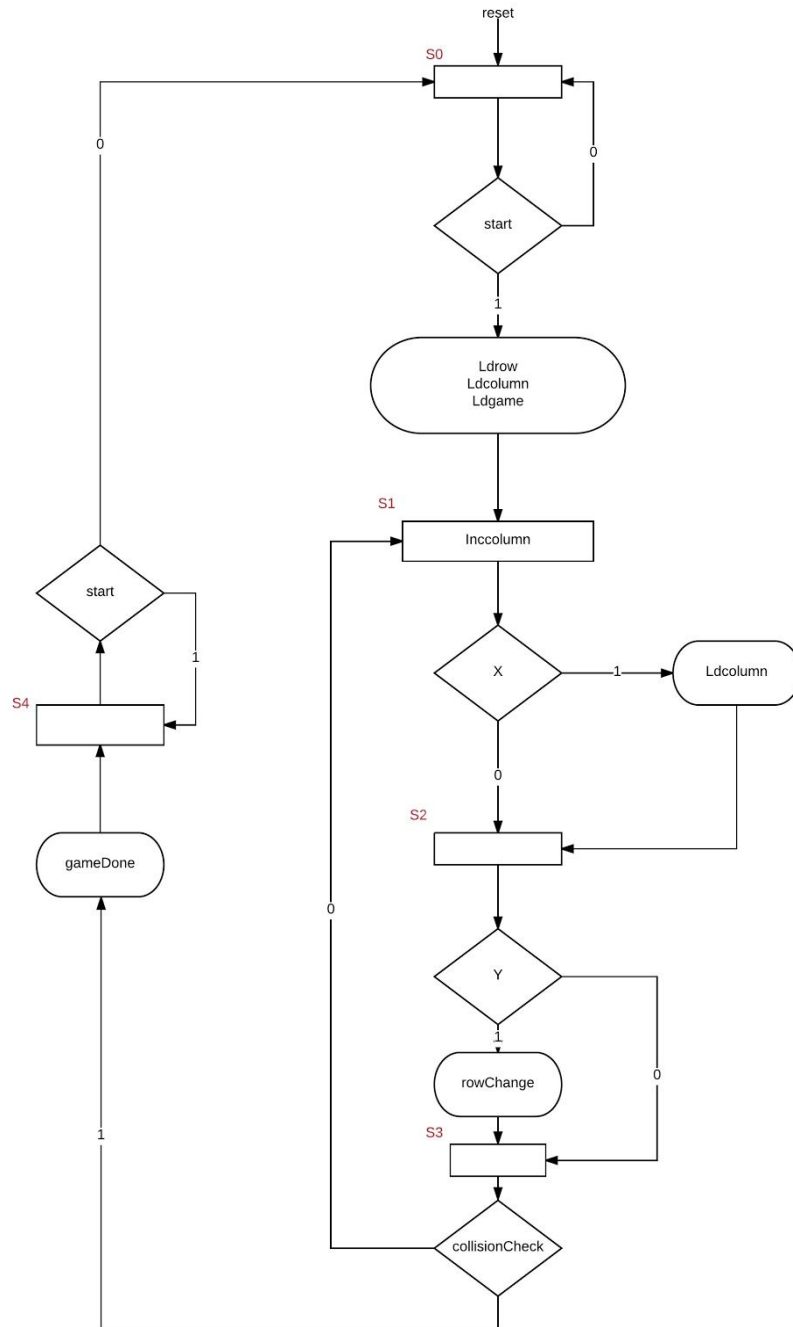 reset
S0
0
0
start
1
Ldrow
Ldcolumn
Ldgame
S1
Inccolumn
start
1
X
1
Ldcolumn
S4
0
S2
gameDone
0
Y
1
0
rowChange
S3
1
collisionCheck